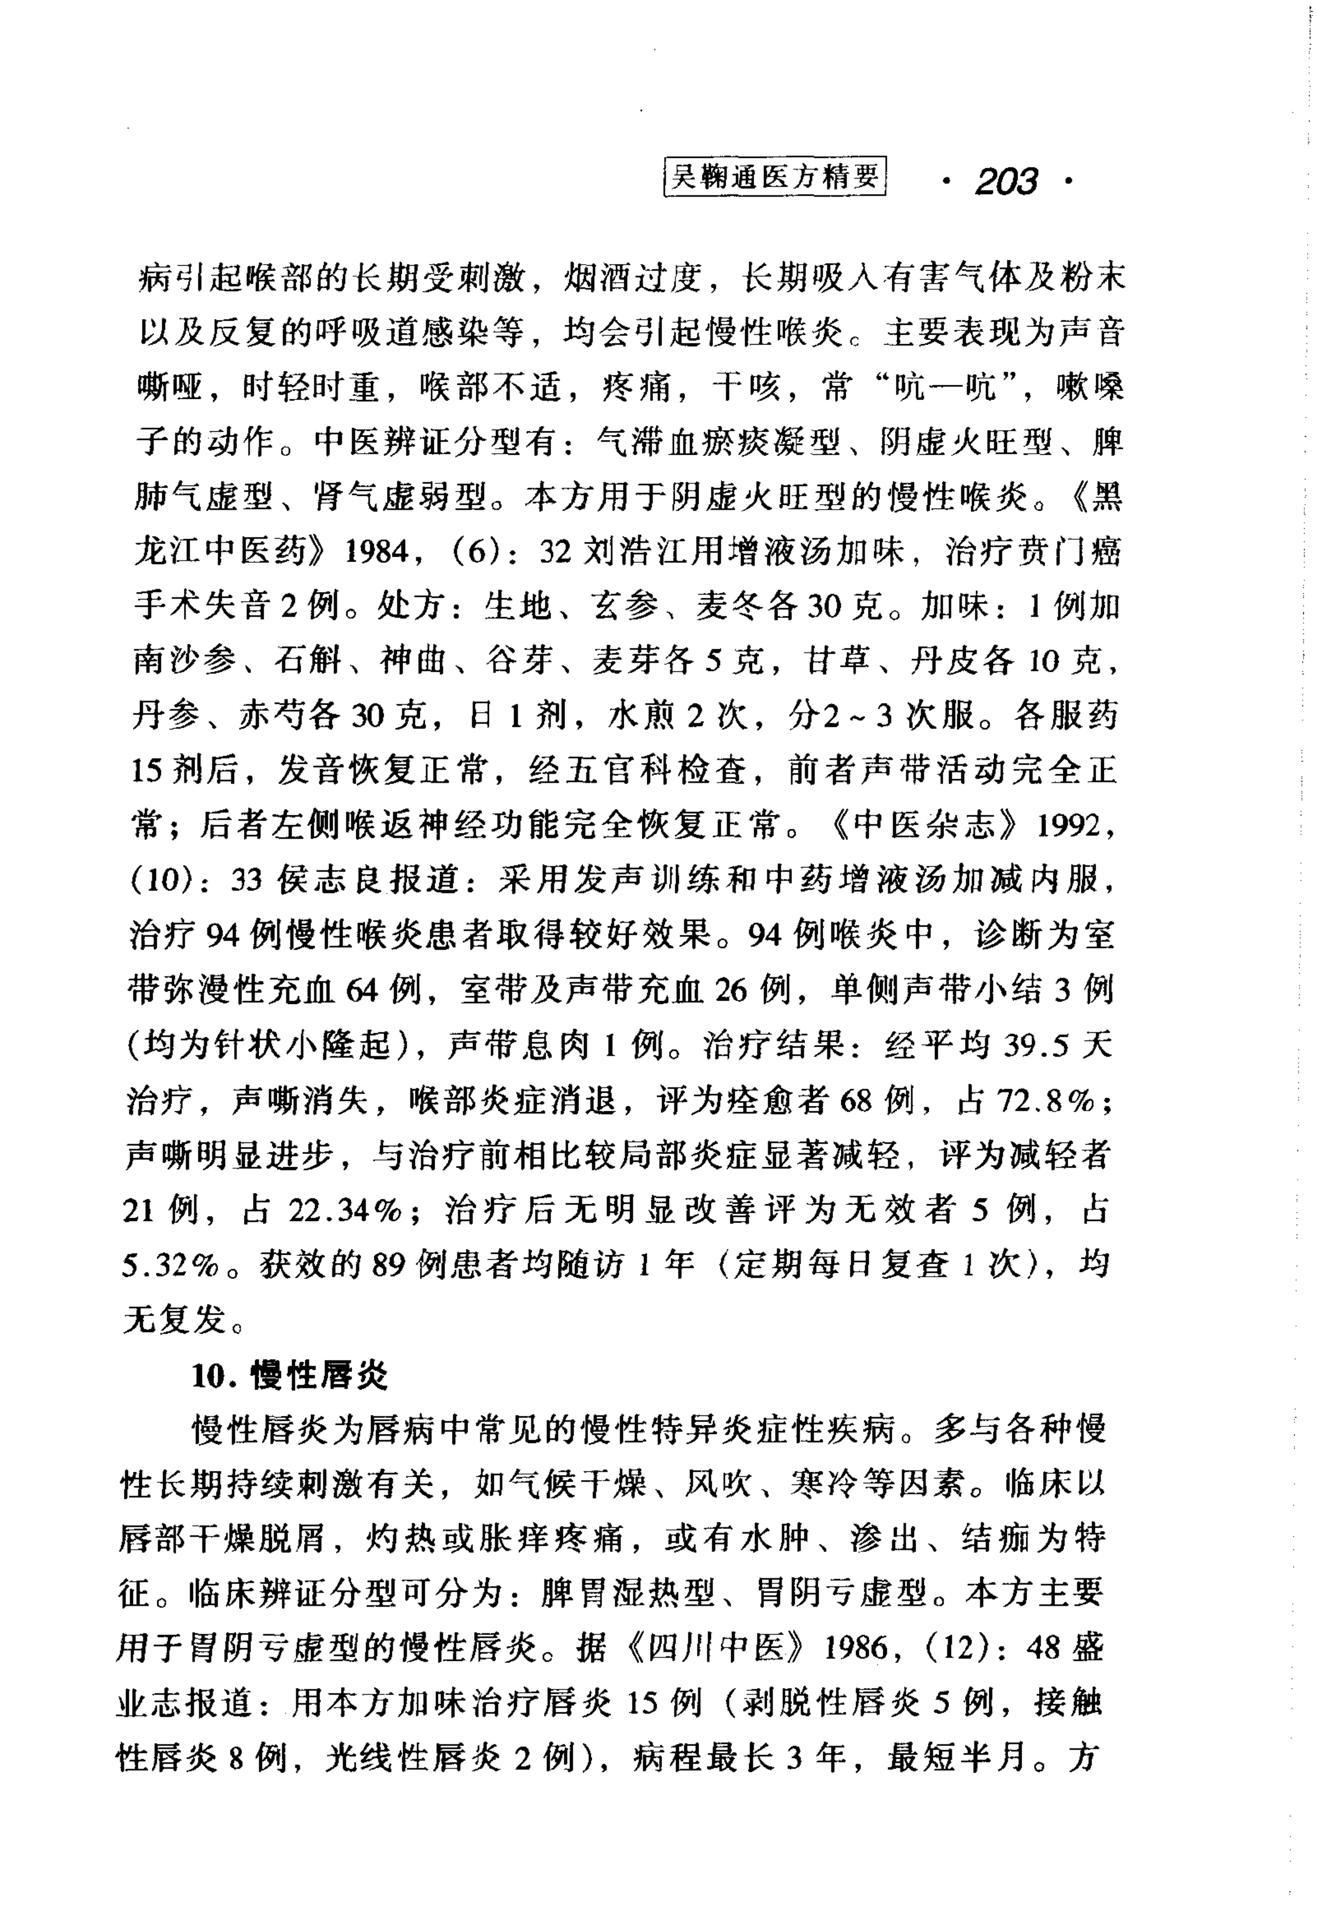 吴鞠通医方精要 · 203 ·
病引起喉部的长期受刺激，烟酒过度，长期吸入有害气体及粉末
以及反复的呼吸道感染等，均会引起慢性喉炎。主要表现为声音
嘶哑，时轻时重，喉部不适，疼痛，干咳，常“吭—吭”，嗽嗓
子的动作。中医辨证分型有：气滞血瘀痰凝型、阴虚火旺型、脾
肺气虚型、肾气虚弱型。本方用于阴虚火旺型的慢性喉炎。《黑
龙江中医药》1984，(6)：32 刘浩江用增液汤加味，治疗贲门癌
手术失音 2 例。处方：生地、玄参、麦冬各 30 克。加味：1 例加
南沙参、石斛、神曲、谷芽、麦芽各 5 克，甘草、丹皮各 10 克，
丹参、赤芍各 30 克，日 1 剂，水煎 2 次，分2～3 次服。各服药
15 剂后，发音恢复正常，经五官科检查，前者声带活动完全正
常；后者左侧喉返神经功能完全恢复正常。《中医杂志》1992，
(10)：33 侯志良报道：采用发声训练和中药增液汤加减内服，
治疗 94 例慢性喉炎患者取得较好效果。94 例喉炎中，诊断为室
带弥漫性充血 64 例，室带及声带充血 26 例，单侧声带小结 3 例
(均为针状小隆起)，声带息肉 1 例。治疗结果：经平均 39.5 天
治疗，声嘶消失，喉部炎症消退，评为痊愈者 68 例，占 72.8%；
声嘶明显进步，与治疗前相比较局部炎症显著减轻，评为减轻者
21 例，占 22.34%；治疗后无明显改善评为无效者 5 例，占
5.32%。获效的 89 例患者均随访 1 年（定期每日复查 1 次），均
无复发。
10. 慢性唇炎
慢性唇炎为唇病中常见的慢性特异炎症性疾病。多与各种慢
性长期持续刺激有关，如气候干燥、风吹、寒冷等因素。临床以
唇部干燥脱屑，灼热或胀痒疼痛，或有水肿、渗出、结痂为特
征。临床辨证分型可分为：脾胃湿热型、胃阴亏虚型。本方主要
用于胃阴亏虚型的慢性唇炎。据《四川中医》1986，(12)：48 盛
业志报道：用本方加味治疗唇炎 15 例（剥脱性唇炎 5 例，接触
性唇炎 8 例，光线性唇炎 2 例），病程最长 3 年，最短半月。方